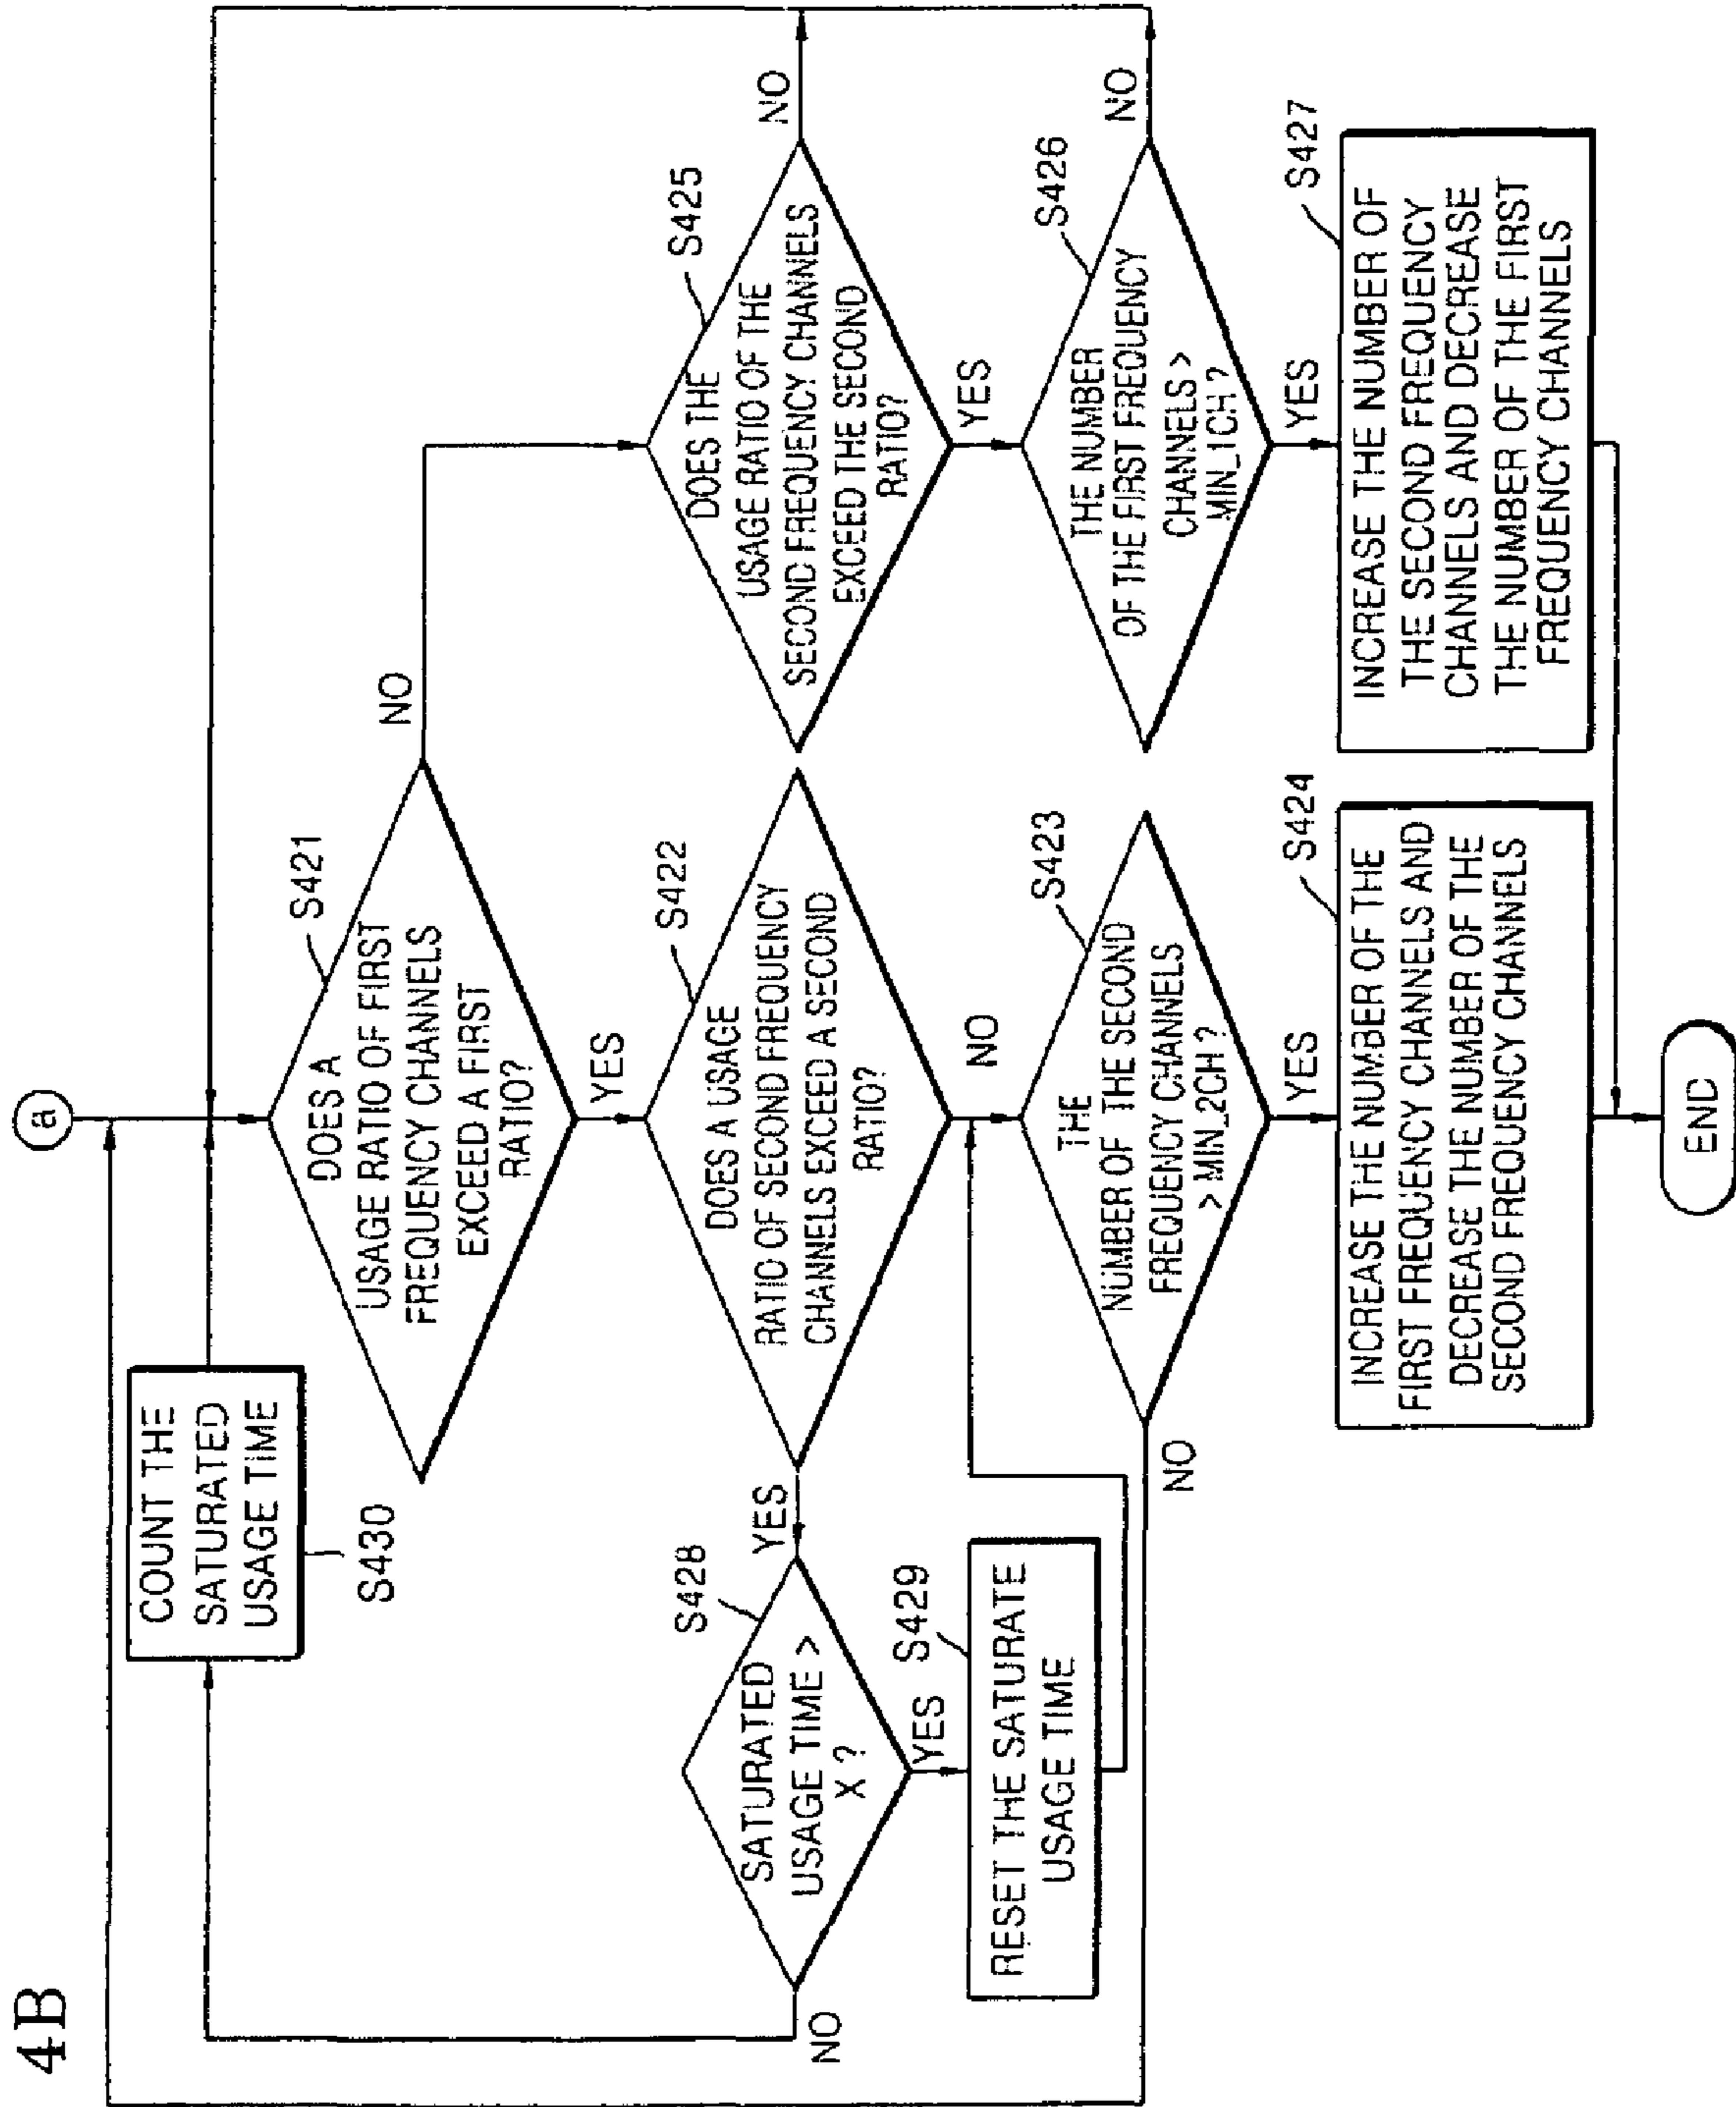 4B
a
COUNT THE
SATURATED
USAGE TIME
S430
DOES A
USAGE RATIO OF FIRST
FREQUENCY CHANNELS
EXCEED A FIRST
RATIO?
S421
NO
YES
DOES A USAGE
RATIO OF SECOND FREQUENCY
CHANNELS EXCEED A SECOND
RATIO?
S422
YES
NO
SATURATED
USAGE TIME >
X ?
S428
NO
YES
RESET THE SATURATE
USAGE TIME
S429
THE
NUMBER OF THE SECOND
FREQUENCY CHANNELS
> MIN_2CH ?
S423
NO
YES
INCREASE THE NUMBER OF THE
FIRST FREQUENCY CHANNELS AND
DECREASE THE NUMBER OF THE
SECOND FREQUENCY CHANNELS
S424
DOES THE
USAGE RATIO OF THE
SECOND FREQUENCY CHANNELS
EXCEED THE SECOND
RATIO?
S425
NO
YES
THE NUMBER
OF THE FIRST FREQUENCY
CHANNELS >
MIN_1CH ?
S426
NO
YES
INCREASE THE NUMBER OF
THE SECOND FREQUENCY
CHANNELS AND DECREASE
THE NUMBER OF THE FIRST
FREQUENCY CHANNELS
S427
END